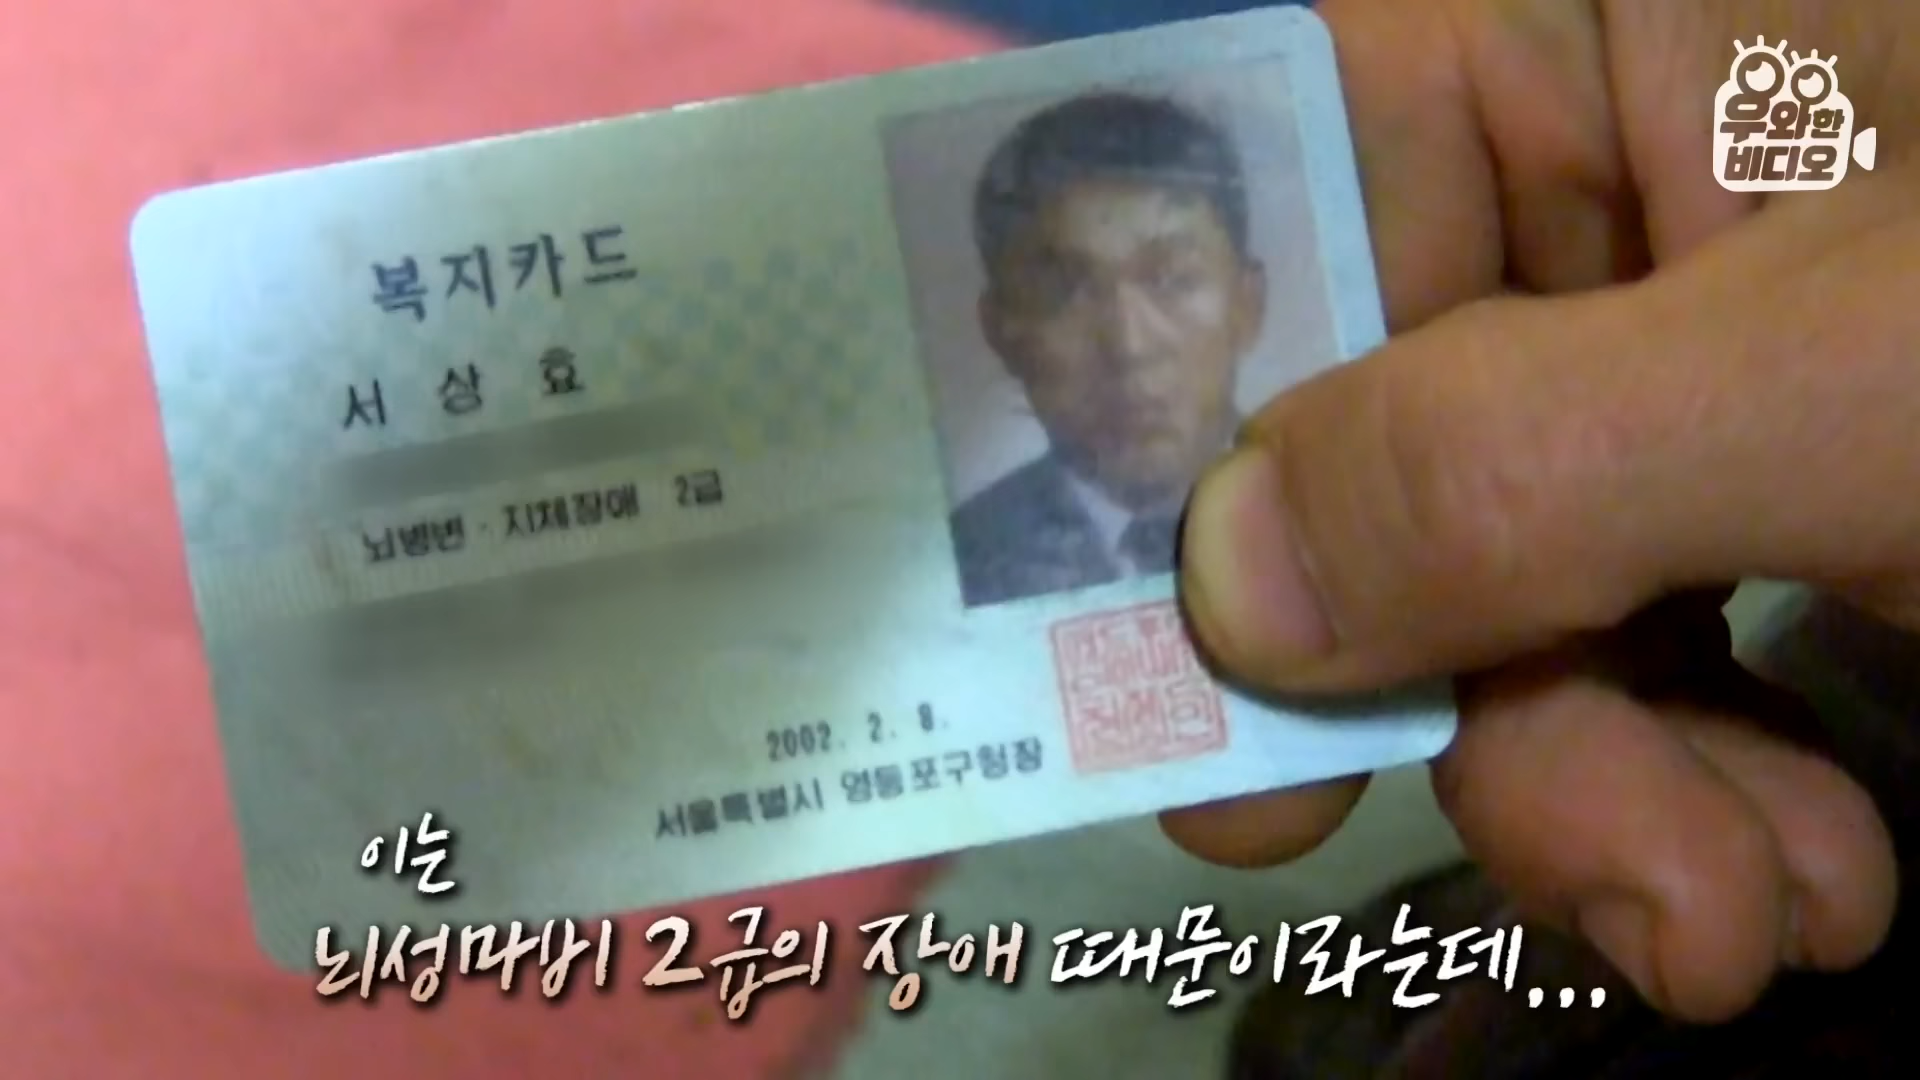 우와한
비디오
복지카드
서 상 효
뇌병변·지체장애 2급
2002. 2. 8.
서울특별시 영등포구청장
이는
뇌성마비 2급의 장애 때문이라는데...